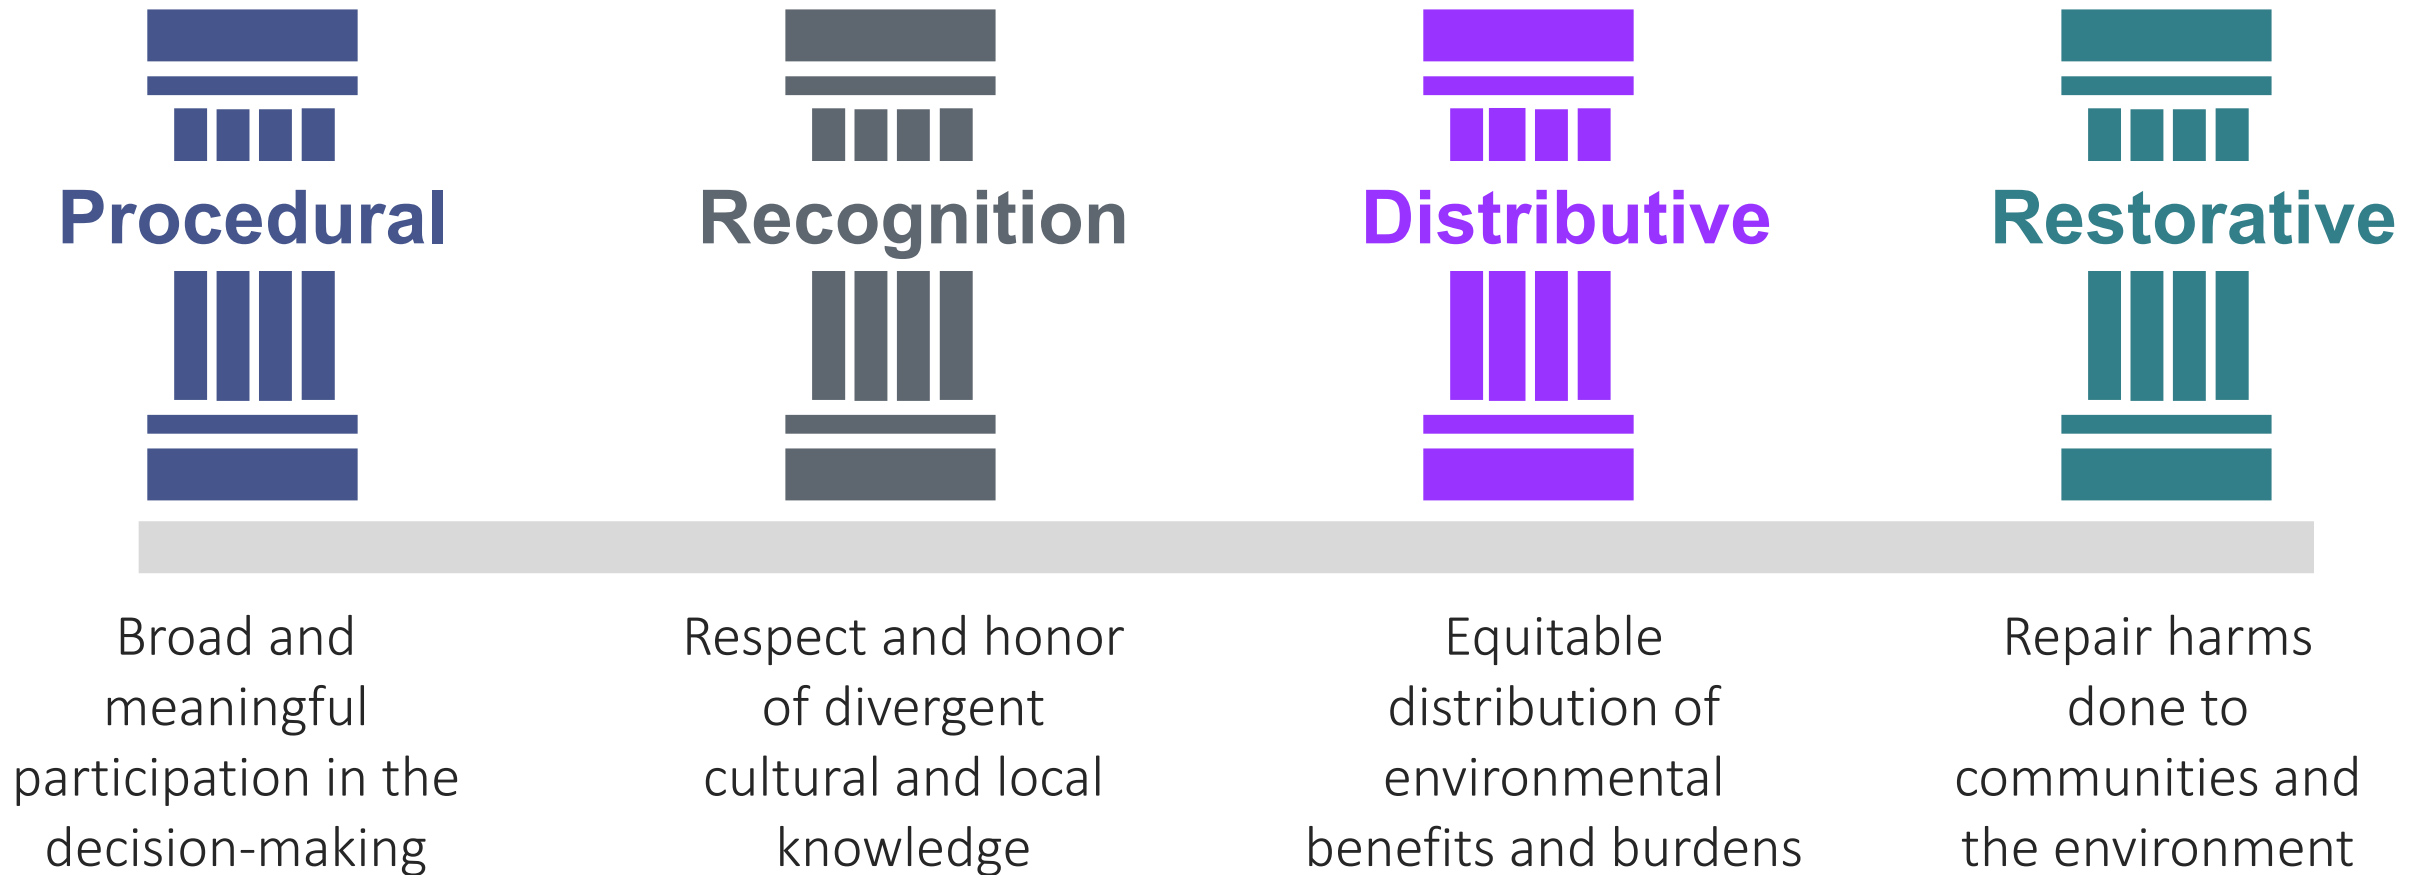 Procedural
Recognition
Distributive
Restorative
Broad and
meaningful
participation in the
decision-making
Respect and honor
of divergent
cultural and local
knowledge
Equitable
distribution of
environmental
benefits and burdens
Repair harms
done to
communities and
the environment